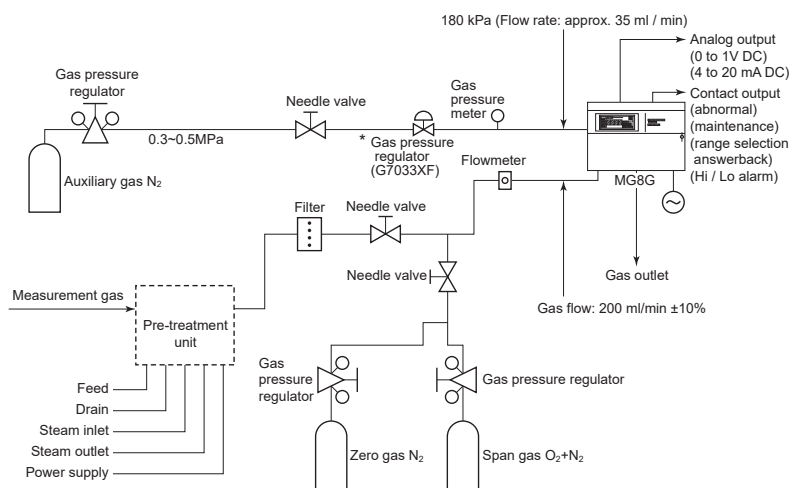 180 kPa (Flow rate: approx. 35 ml / min)
Analog output
(0 to 1V DC)
(4 to 20 mA DC)
Contact output
(abnormal)
(maintenance)
(range selection
answerback)
(Hi / Lo alarm)
Gas pressure
regulator
Needle valve
Gas
pressure
meter
0.3~0.5MPa
* Gas pressure
regulator
(G7033XF)
Auxiliary gas N₂
Flowmeter
MG8G
Filter
Needle valve
Gas outlet
Needle valve
Measurement gas
Gas flow: 200 ml/min ±10%
Pre-treatment
unit
Gas
pressure
regulator
Gas pressure regulator
Feed
Drain
Steam inlet
Steam outlet
Power supply
Zero gas N₂
Span gas O₂+N₂